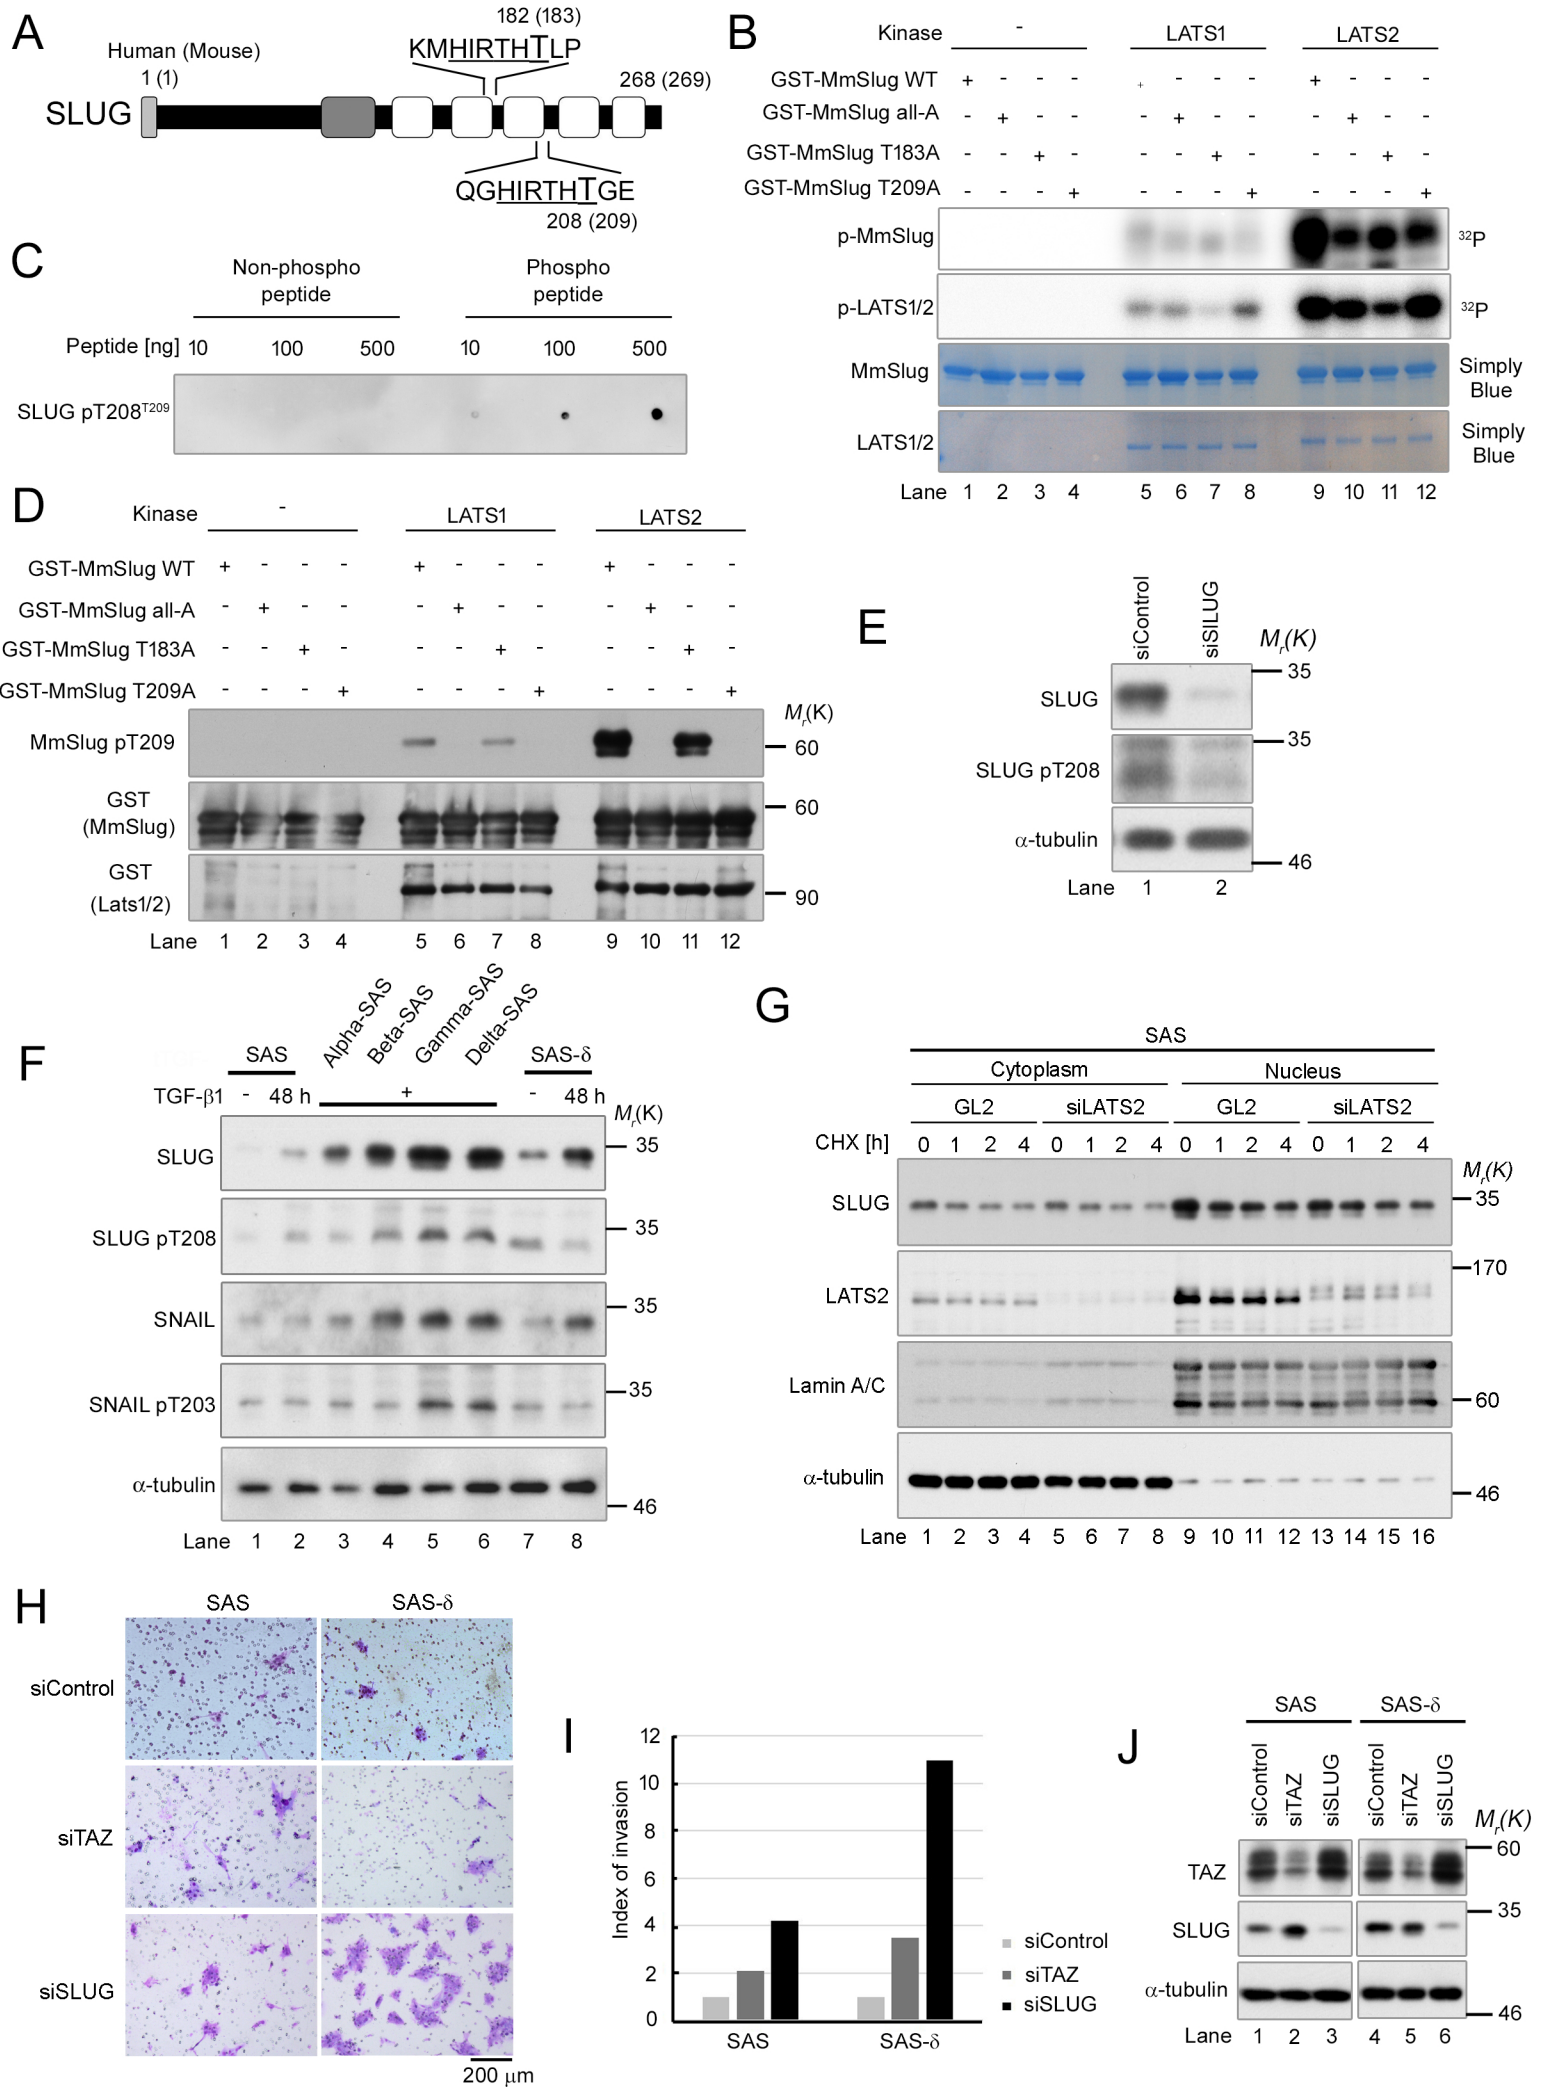 A
Human (Mouse)
1 (1)
182 (183)
KMHIRTHTLP
268 (269)
SLUG
QGHIRTHTGE
208 (209)
B
Kinase - LATS1 LATS2
GST-MmSlug WT + - - - + - - - + - - -
GST-MmSlug all-A - + - - - + - - - + - -
GST-MmSlug T183A - - + - - - + - - - + -
GST-MmSlug T209A - - - + - - - + - - - +
p-MmSlug 32P
p-LATS1/2 32P
MmSlug Simply Blue
LATS1/2 Simply Blue
Lane 1 2 3 4 5 6 7 8 9 10 11 12
C
Non-phospho peptide
Phospho peptide
Peptide [ng] 10 100 500 10 100 500
SLUG pT208T209
D
Kinase - LATS1 LATS2
GST-MmSlug WT + - - - + - - - + - - -
GST-MmSlug all-A - + - - - + - - - + - -
GST-MmSlug T183A - - + - - - + - - - + -
GST-MmSlug T209A - - - + - - - + - - - +
Mr(K)
MmSlug pT209 60
GST (MmSlug) 60
GST (Lats1/2) 90
Lane 1 2 3 4 5 6 7 8 9 10 11 12
E
siControl
siSlLUG
Mr(K)
SLUG 35
SLUG pT208 35
α-tubulin 46
Lane 1 2
F
SAS
Alpha-SAS
Beta-SAS
Gamma-SAS
Delta-SAS
SAS-δ
TGF-β1 - 48 h + - 48 h
Mr(K)
SLUG 35
SLUG pT208 35
SNAIL 35
SNAIL pT203 35
α-tubulin 46
Lane 1 2 3 4 5 6 7 8
G
SAS
Cytoplasm Nucleus
GL2 siLATS2 GL2 siLATS2
CHX [h] 0 1 2 4 0 1 2 4 0 1 2 4 0 1 2 4
Mr(K)
SLUG 35
LATS2 170
Lamin A/C 60
α-tubulin 46
Lane 1 2 3 4 5 6 7 8 9 10 11 12 13 14 15 16
H
SAS SAS-δ
siControl
siTAZ
siSLUG
200 µm
I
Index of invasion
12
10
8
6
4
2
0
SAS SAS-δ
siControl
siTAZ
siSLUG
J
SAS SAS-δ
siControl
siTAZ
siSLUG
siControl
siTAZ
siSLUG
Mr(K)
TAZ 60
SLUG 35
α-tubulin 46
Lane 1 2 3 4 5 6